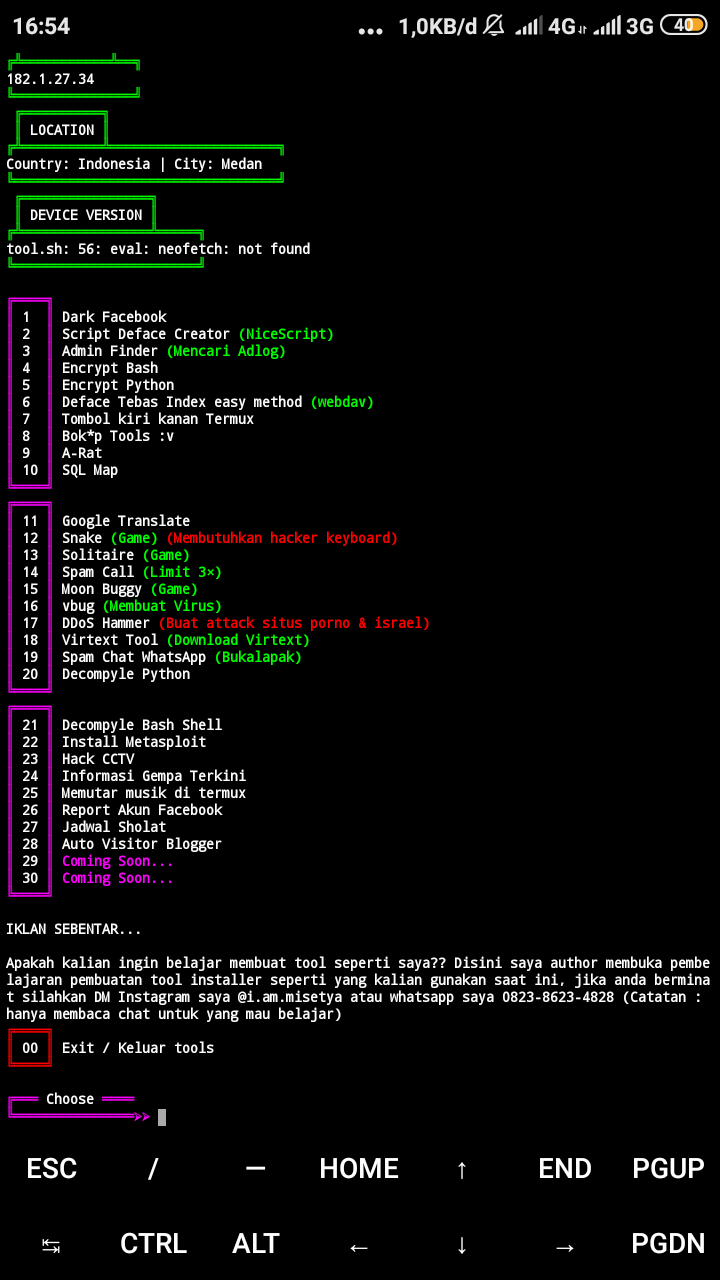 16:54 ... 1,0KB/d 4G 3G 40
182.1.27.34
LOCATION
Country: Indonesia | City: Medan
DEVICE VERSION
tool.sh: 56: eval: neofetch: not found
1 Dark Facebook
2 Script Deface Creator (NiceScript)
3 Admin Finder (Mencari Adlog)
4 Encrypt Bash
5 Encrypt Python
6 Deface Tebas Index easy method (webdav)
7 Tombol kiri kanan Termux
8 Bok*p Tools :v
9 A-Rat
10 SQL Map
11 Google Translate
12 Snake (Game) (Membutuhkan hacker keyboard)
13 Solitaire (Game)
14 Spam Call (Limit 3×)
15 Moon Buggy (Game)
16 vbug (Membuat Virus)
17 DDoS Hammer (Buat attack situs porno & israel)
18 Virtext Tool (Download Virtext)
19 Spam Chat WhatsApp (Bukalapak)
20 Decompyle Python
21 Decompyle Bash Shell
22 Install Metasploit
23 Hack CCTV
24 Informasi Gempa Terkini
25 Memutar musik di termux
26 Report Akun Facebook
27 Jadwal Sholat
28 Auto Visitor Blogger
29 Coming Soon...
30 Coming Soon...
IKLAN SEBENTAR...
Apakah kalian ingin belajar membuat tool seperti saya?? Disini saya author membuka pembe
lajaran pembuatan tool installer seperti yang kalian gunakan saat ini, jika anda bermina
t silahkan DM Instagram saya @i.am.misetya atau whatsapp saya 0823-8623-4828 (Catatan :
hanya membaca chat untuk yang mau belajar)
00 Exit / Keluar tools
Choose
ESC / — HOME ↑ END PGUP
↹ CTRL ALT ← ↓ → PGDN